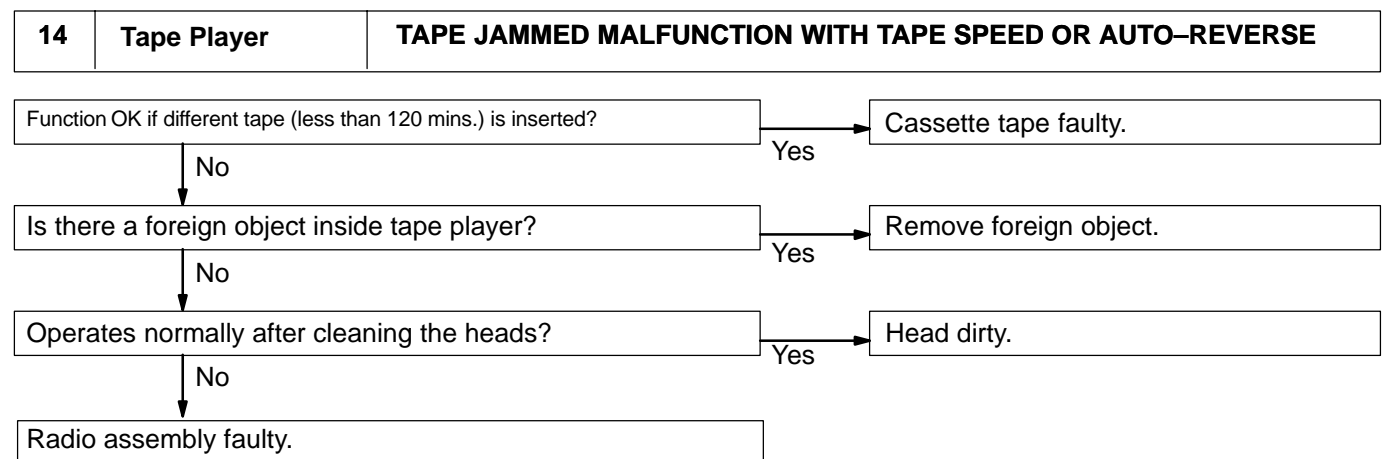 14 Tape Player TAPE JAMMED MALFUNCTION WITH TAPE SPEED OR AUTO–REVERSE
Function OK if different tape (less than 120 mins.) is inserted?
Yes
Cassette tape faulty.
No
Is there a foreign object inside tape player?
Yes
Remove foreign object.
No
Operates normally after cleaning the heads?
Yes
Head dirty.
No
Radio assembly faulty.